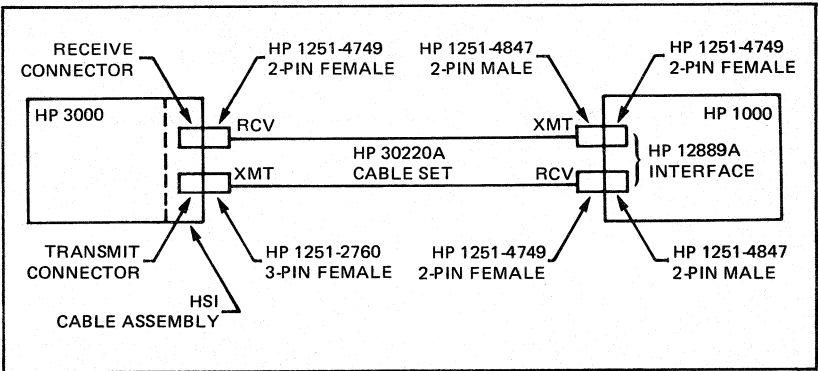 RECEIVE
CONNECTOR
HP 1251-4749
2-PIN FEMALE
HP 1251-4847
2-PIN MALE
HP 1251-4749
2-PIN FEMALE
HP 3000
RCV
XMT
HP 1000
HP 30220A
CABLE SET
HP 12889A
INTERFACE
XMT
RCV
TRANSMIT
CONNECTOR
HP 1251-2760
3-PIN FEMALE
HP 1251-4749
2-PIN FEMALE
HP 1251-4847
2-PIN MALE
HSI
CABLE ASSEMBLY